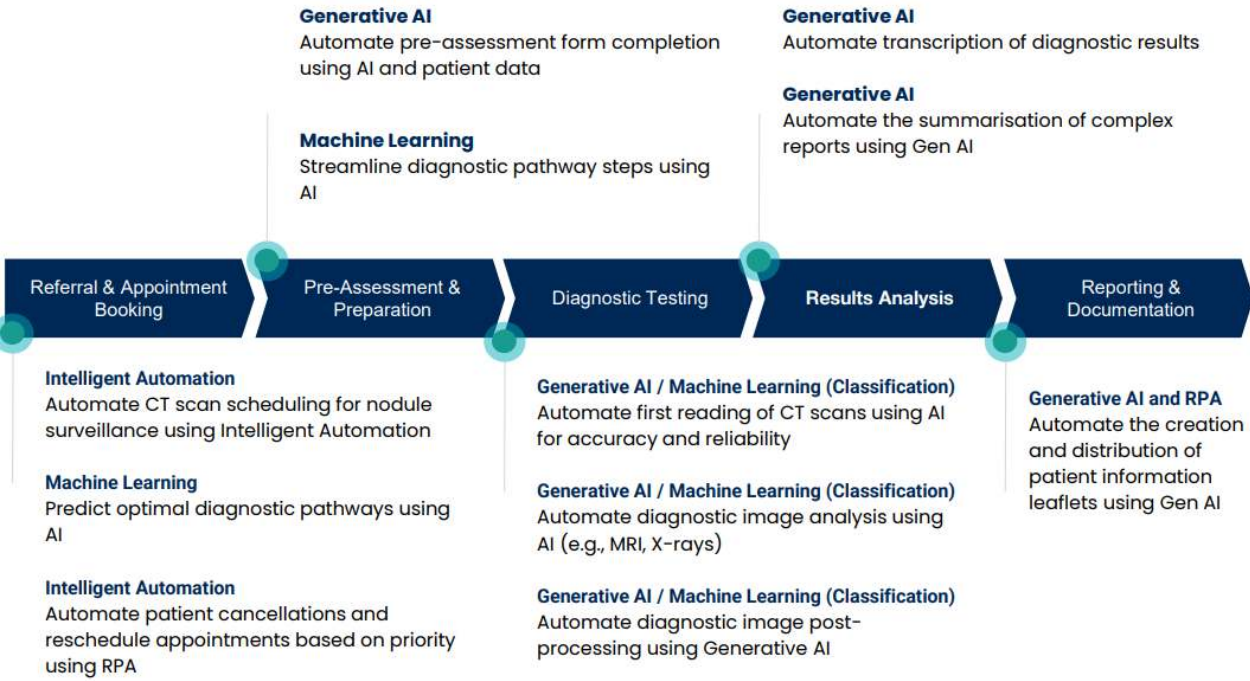 Generative AI
Automate pre-assessment form completion
using AI and patient data
Machine Learning
Streamline diagnostic pathway steps using
AI
Generative AI
Automate transcription of diagnostic results
Generative AI
Automate the summarisation of complex
reports using Gen AI
Referral & Appointment
Booking
Pre-Assessment &
Preparation
Diagnostic Testing
Results Analysis
Reporting &
Documentation
Intelligent Automation
Automate CT scan scheduling for nodule
surveillance using Intelligent Automation
Machine Learning
Predict optimal diagnostic pathways using
AI
Intelligent Automation
Automate patient cancellations and
reschedule appointments based on priority
using RPA
Generative AI / Machine Learning (Classification)
Automate first reading of CT scans using AI
for accuracy and reliability
Generative AI / Machine Learning (Classification)
Automate diagnostic image analysis using
AI (e.g., MRI, X-rays)
Generative AI / Machine Learning (Classification)
Automate diagnostic image post-
processing using Generative AI
Generative AI and RPA
Automate the creation
and distribution of
patient information
leaflets using Gen AI